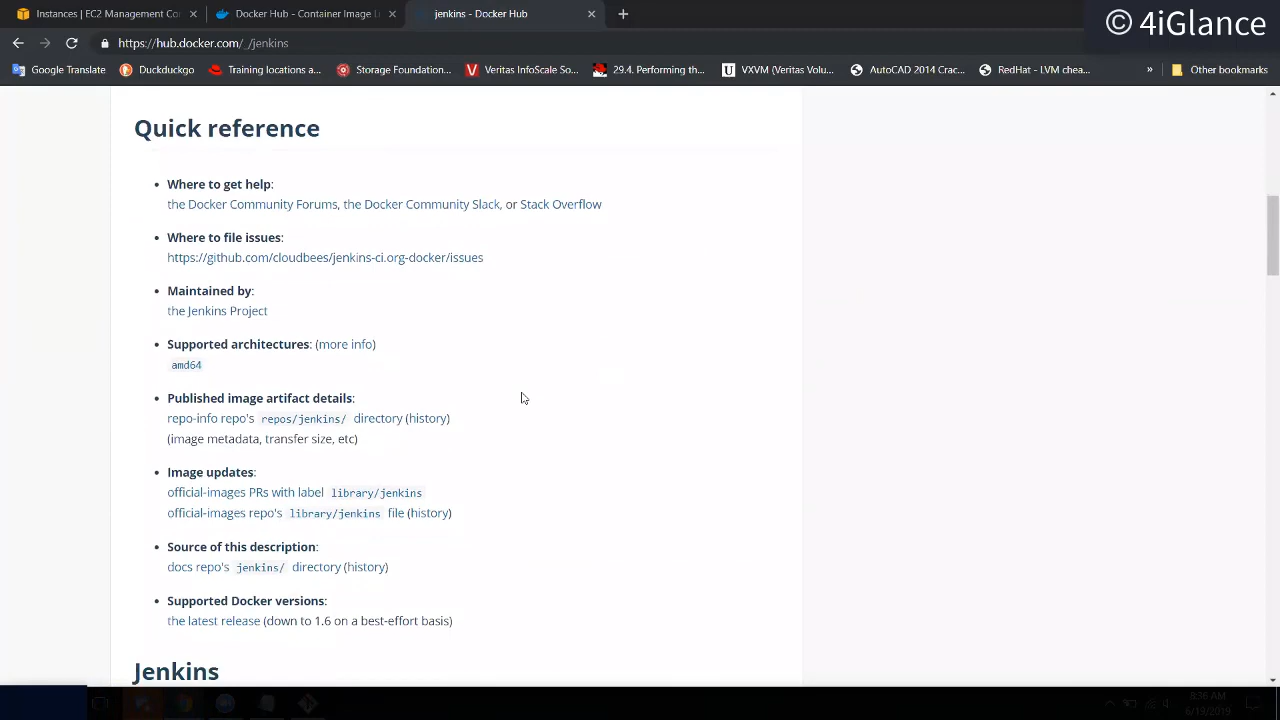 Instances | EC2 Management Co
Docker Hub - Container Image Li
jenkins - Docker Hub
© 4iGlance
https://hub.docker.com/_/jenkins
Google Translate
Duckduckgo
Training locations a...
Storage Foundation...
Veritas InfoScale So...
29.4. Performing th...
VXVM (Veritas Volu...
AutoCAD 2014 Crac...
RedHat - LVM chea...
»
Other bookmarks
Quick reference
• Where to get help:
the Docker Community Forums, the Docker Community Slack, or Stack Overflow
• Where to file issues:
https://github.com/cloudbees/jenkins-ci.org-docker/issues
• Maintained by:
the Jenkins Project
• Supported architectures: (more info)
amd64
• Published image artifact details:
repo-info repo's repos/jenkins/ directory (history)
(image metadata, transfer size, etc)
• Image updates:
official-images PRs with label library/jenkins
official-images repo's library/jenkins file (history)
• Source of this description:
docs repo's jenkins/ directory (history)
• Supported Docker versions:
the latest release (down to 1.6 on a best-effort basis)
Jenkins
8:36 AM
6/19/2019